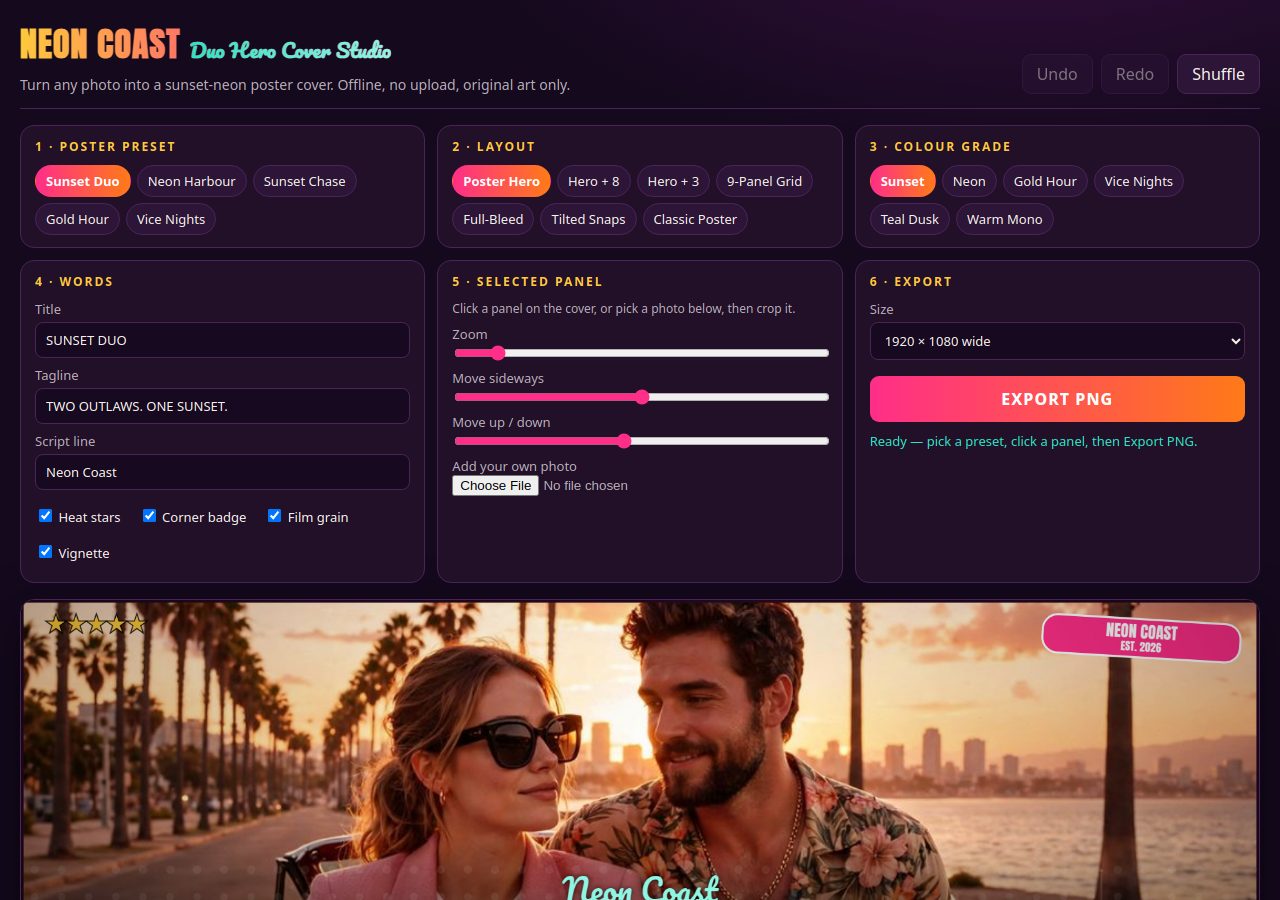 NEON COAST Duo Hero Cover Studio
Turn any photo into a sunset-neon poster cover. Offline, no upload, original art only.
Undo Redo Shuffle
1 · POSTER PRESET
Sunset Duo Neon Harbour Sunset Chase
Gold Hour Vice Nights
2 · LAYOUT
Poster Hero Hero + 8 Hero + 3 9-Panel Grid
Full-Bleed Tilted Snaps Classic Poster
3 · COLOUR GRADE
Sunset Neon Gold Hour Vice Nights
Teal Dusk Warm Mono
4 · WORDS
Title
SUNSET DUO
Tagline
TWO OUTLAWS. ONE SUNSET.
Script line
Neon Coast
Heat stars Corner badge Film grain
Vignette
5 · SELECTED PANEL
Click a panel on the cover, or pick a photo below, then crop it.
Zoom
Move sideways
Move up / down
Add your own photo
Choose File No file chosen
6 · EXPORT
Size
1920 × 1080 wide
EXPORT PNG
Ready — pick a preset, click a panel, then Export PNG.
NEON COAST
EST. 2026
Neon Coast